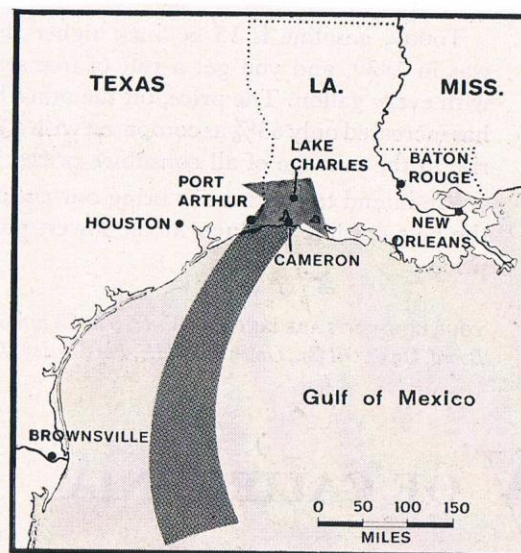 TEXAS
LA.
MISS.
LAKE
CHARLES
BATON
ROUGE
PORT
ARTHUR
HOUSTON
NEW
ORLEANS
CAMERON
Gulf of Mexico
BROWNSVILLE
0 50 100 150
MILES